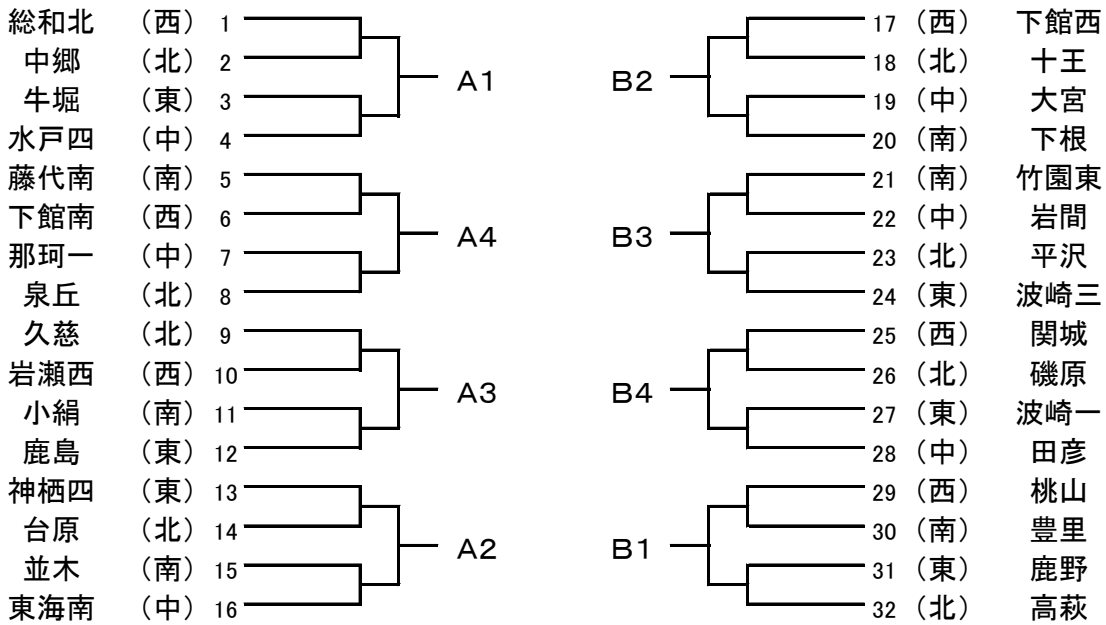 総和北 （西） 1
中郷 （北） 2
A1
牛堀 （東） 3
水戸四 （中） 4
藤代南 （南） 5
下館南 （西） 6
A4
那珂一 （中） 7
泉丘 （北） 8
久慈 （北） 9
岩瀬西 （西） 10
A3
小絹 （南） 11
鹿島 （東） 12
神栖四 （東） 13
台原 （北） 14
A2
並木 （南） 15
東海南 （中） 16
17 （西） 下館西
18 （北） 十王
B2
19 （中） 大宮
20 （南） 下根
21 （南） 竹園東
22 （中） 岩間
B3
23 （北） 平沢
24 （東） 波崎三
25 （西） 関城
26 （北） 磯原
B4
27 （東） 波崎一
28 （中） 田彦
29 （西） 桃山
30 （南） 豊里
B1
31 （東） 鹿野
32 （北） 高萩